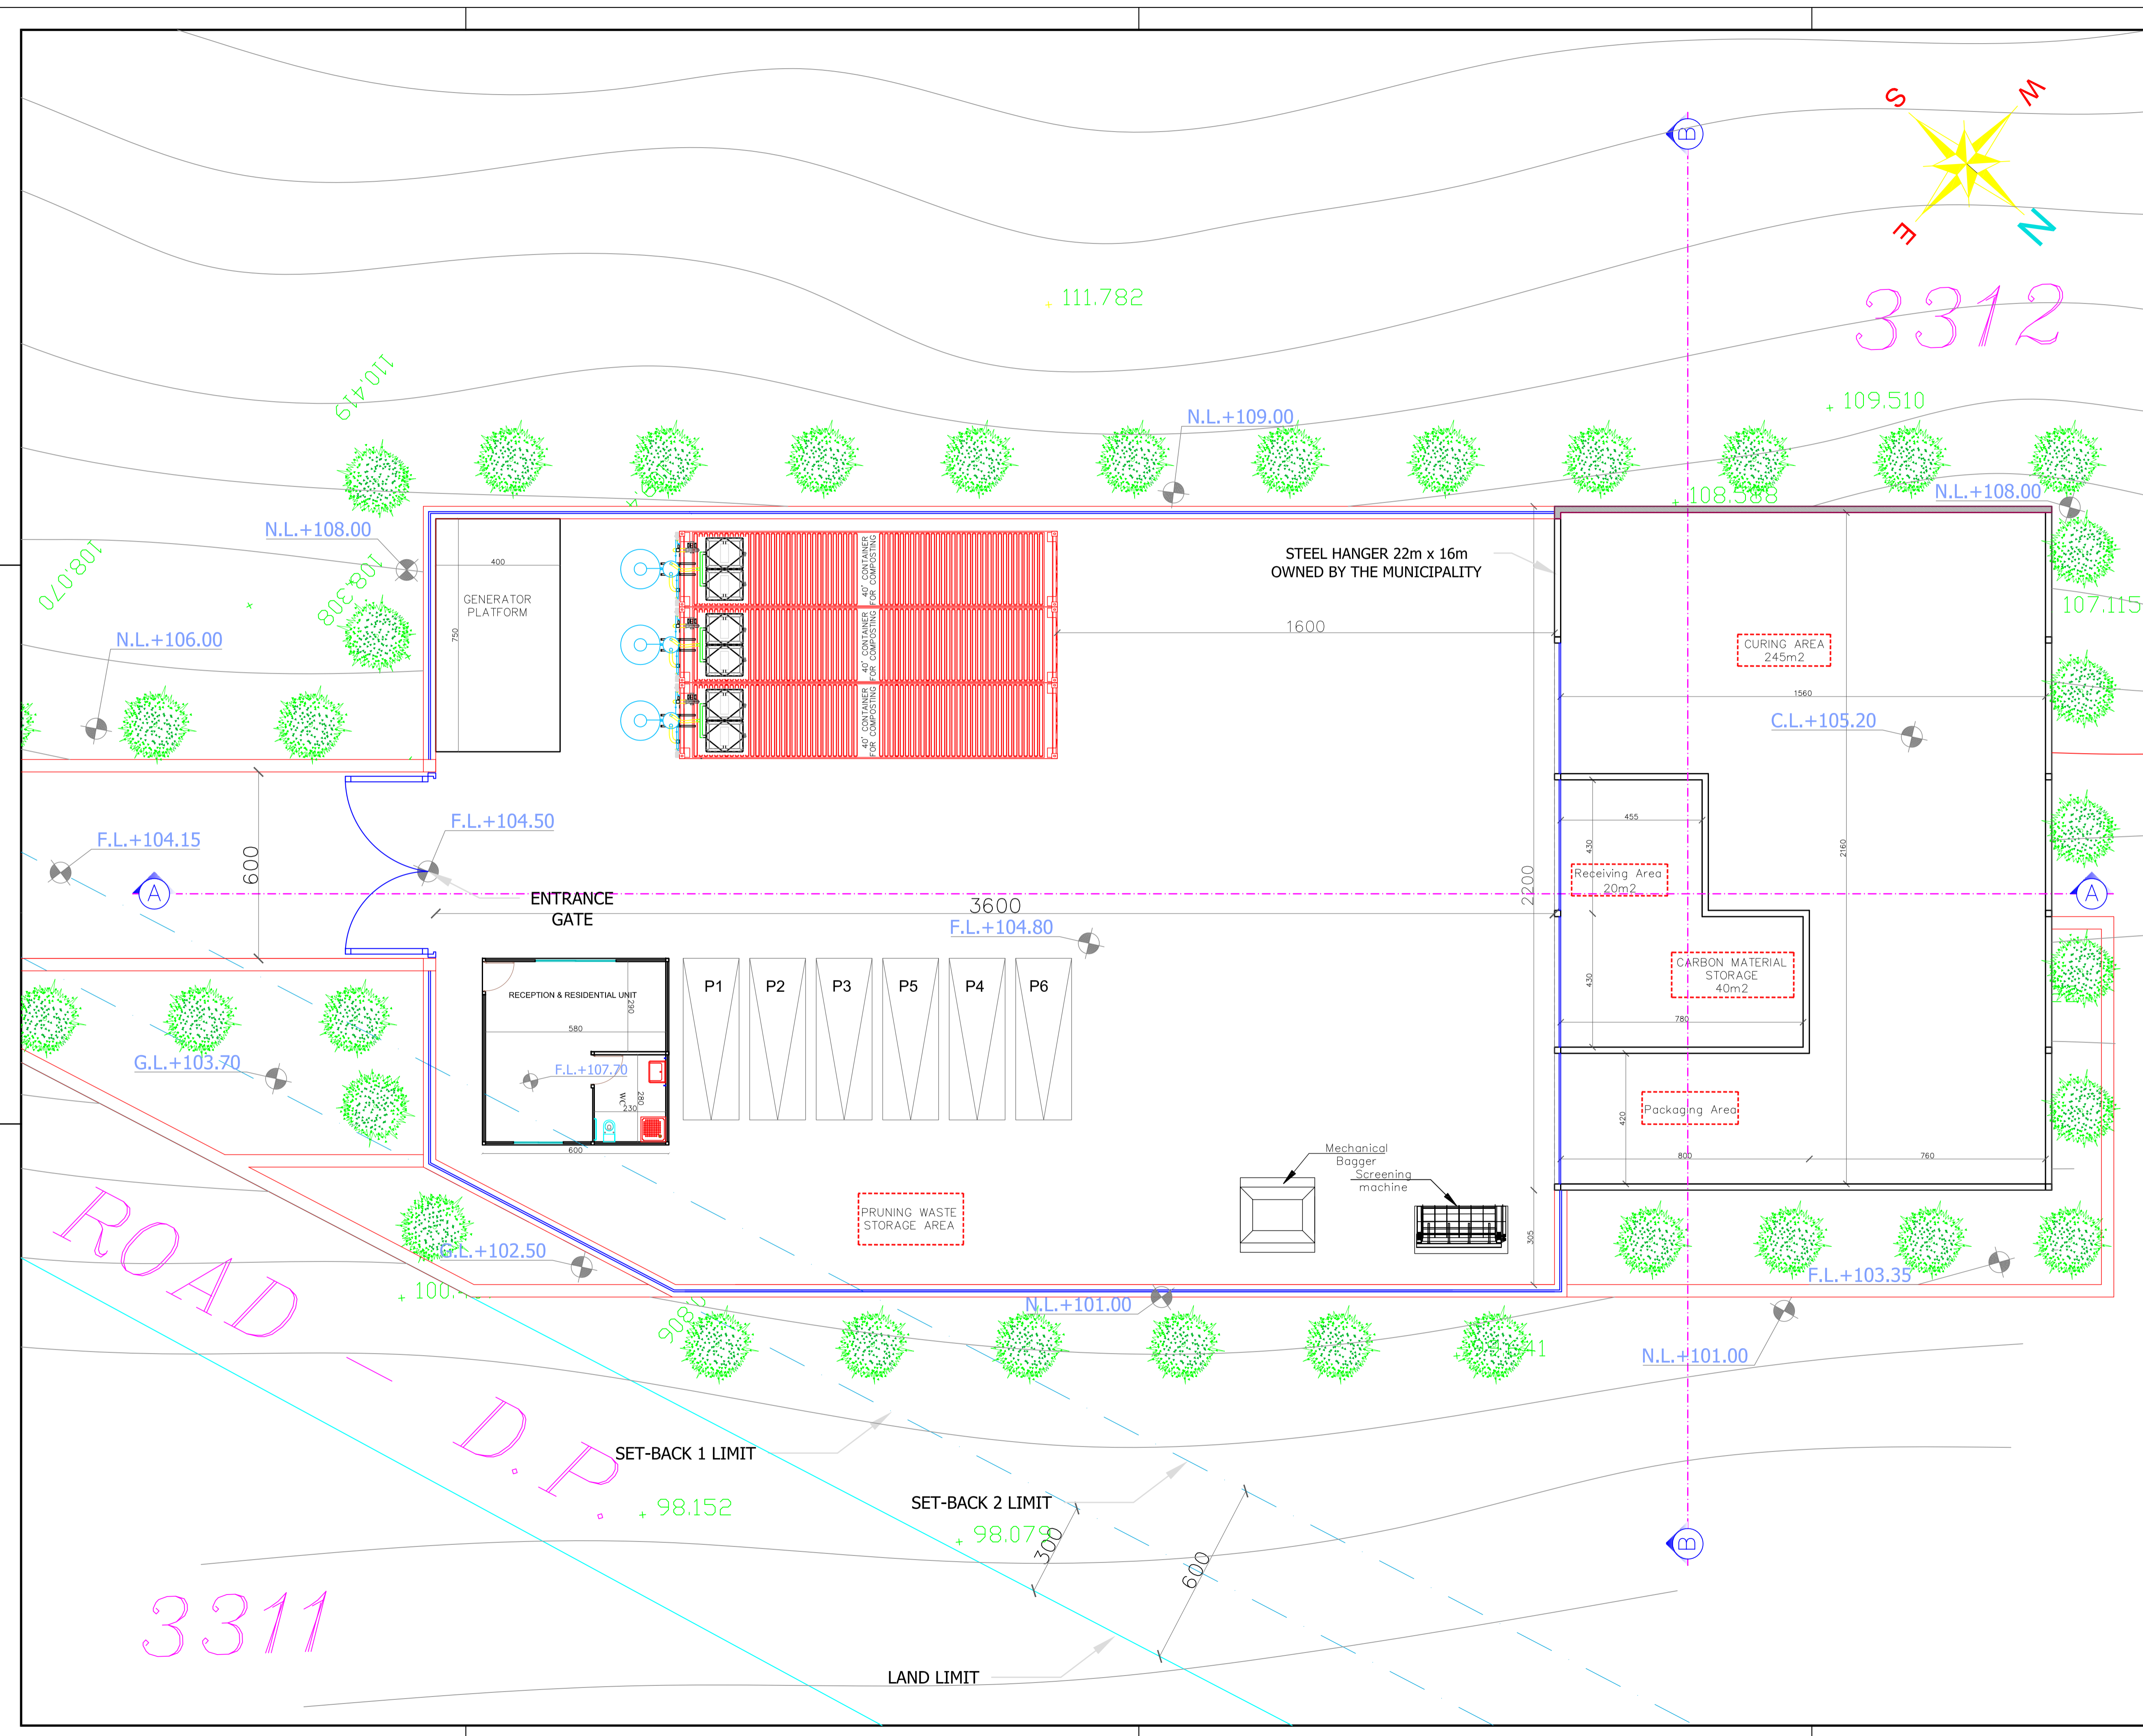 B
S
W
E
N
3312
+ 111.782
110.419
+ 109.510
N.L.+109.00
+ 108.588
N.L.+108.00
N.L.+108.00
108.070
108.308
107.115
400
GENERATOR
PLATFORM
750
40' CONTAINER
FOR COMPOSTING
40' CONTAINER
FOR COMPOSTING
40' CONTAINER
FOR COMPOSTING
STEEL HANGER 22m x 16m
OWNED BY THE MUNICIPALITY
1600
CURING AREA
245m2
1560
C.L.+105.20
N.L.+106.00
F.L.+104.15
600
F.L.+104.50
A
ENTRANCE
GATE
3600
F.L.+104.80
2200
455
430
2160
Receiving Area
20m2
A
CARBON MATERIAL
STORAGE
40m2
430
780
RECEPTION & RESIDENTIAL UNIT
290
580
F.L.+107.70
WC
280
230
600
P1
P2
P3
P5
P4
P6
G.L.+103.70
Packaging Area
420
800
760
Mechanical
Bagger
Screening
machine
PRUNING WASTE
STORAGE AREA
305
G.L.+102.50
F.L.+103.35
N.L.+101.00
N.L.+101.00
ROAD - D.P.
SET-BACK 1 LIMIT
SET-BACK 2 LIMIT
+ 98.152
+ 98.079
300
600
B
3311
LAND LIMIT